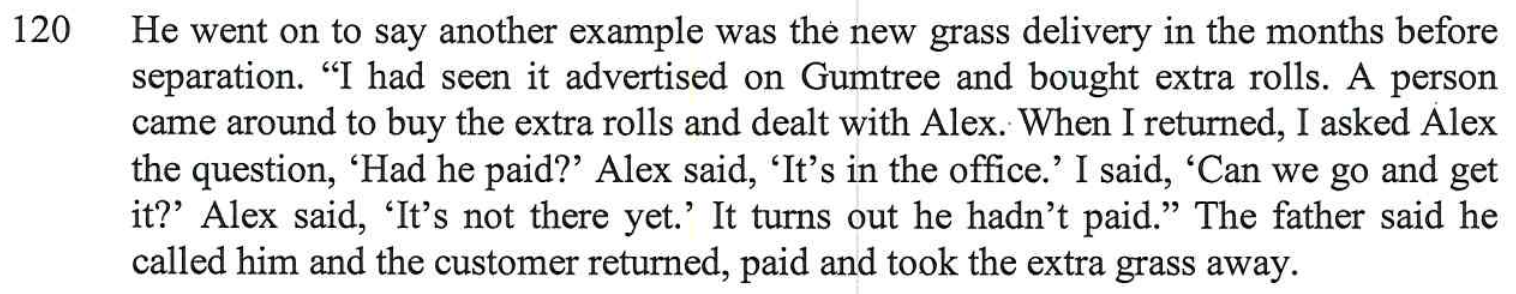 120 He went on to say another example was the new grass delivery in the months before
separation. “I had seen it advertised on Gumtree and bought extra rolls. A person
came around to buy the extra rolls and dealt with Alex. When I returned, I asked Alex
the question, ‘Had he paid?’ Alex said, ‘It’s in the office.’ I said, ‘Can we go and get
it?’ Alex said, ‘It’s not there yet.’ It turns out he hadn’t paid.” The father said he
called him and the customer returned, paid and took the extra grass away.